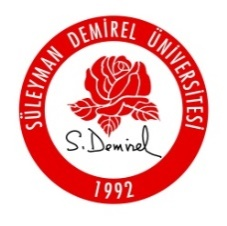 SÜLEYMAN DEMİREL ÜNİVERSİTESİ
S. Demirel
1992